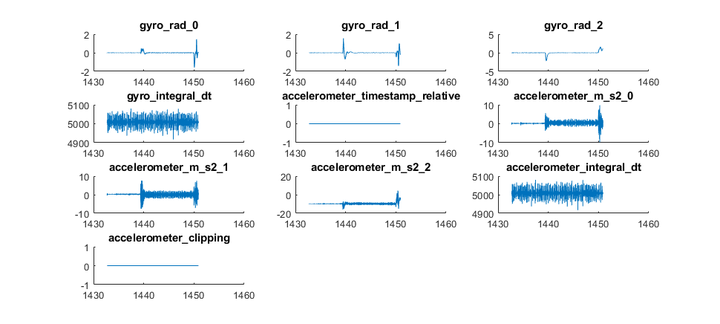 gyro_rad_0
2
0
-2
1430 1440 1450 1460
gyro_rad_1
2
0
-2
1430 1440 1450 1460
gyro_rad_2
5
0
-5
1430 1440 1450 1460
gyro_integral_dt
5100
5000
4900
1430 1440 1450 1460
accelerometer_timestamp_relative
1
0
-1
1430 1440 1450 1460
accelerometer_m_s2_0
10
0
-10
1430 1440 1450 1460
accelerometer_m_s2_1
10
0
-10
1430 1440 1450 1460
accelerometer_m_s2_2
20
0
-20
1430 1440 1450 1460
accelerometer_integral_dt
5100
5000
4900
1430 1440 1450 1460
accelerometer_clipping
1
0
-1
1430 1440 1450 1460